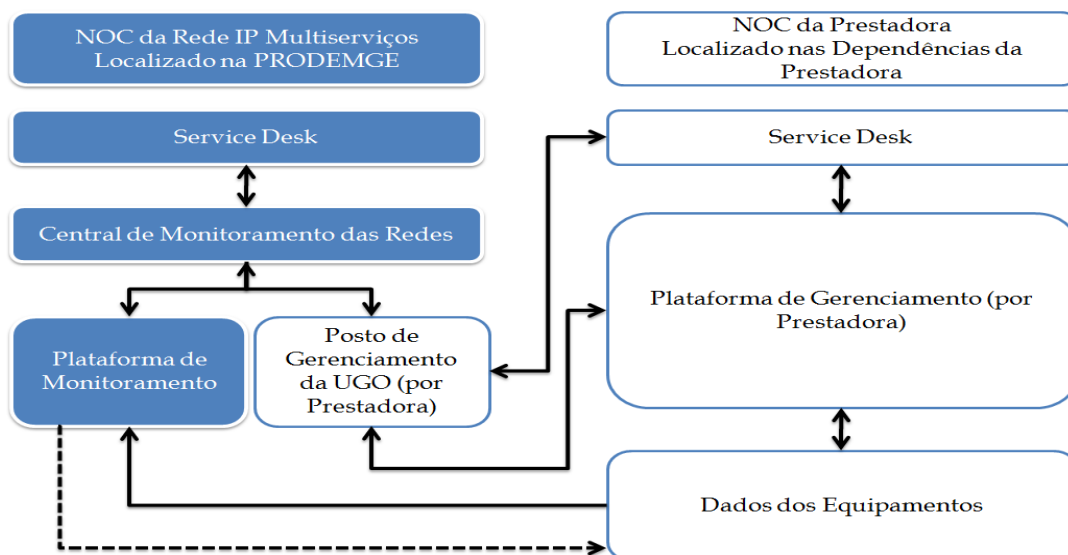 NOC da Rede IP Multiserviços
Localizado na PRODEMGE
Service Desk
Central de Monitoramento das Redes
Plataforma de
Monitoramento
Posto de
Gerenciamento
da UGO (por
Prestadora)
NOC da Prestadora
Localizado nas Dependências da
Prestadora
Service Desk
Plataforma de Gerenciamento (por
Prestadora)
Dados dos Equipamentos